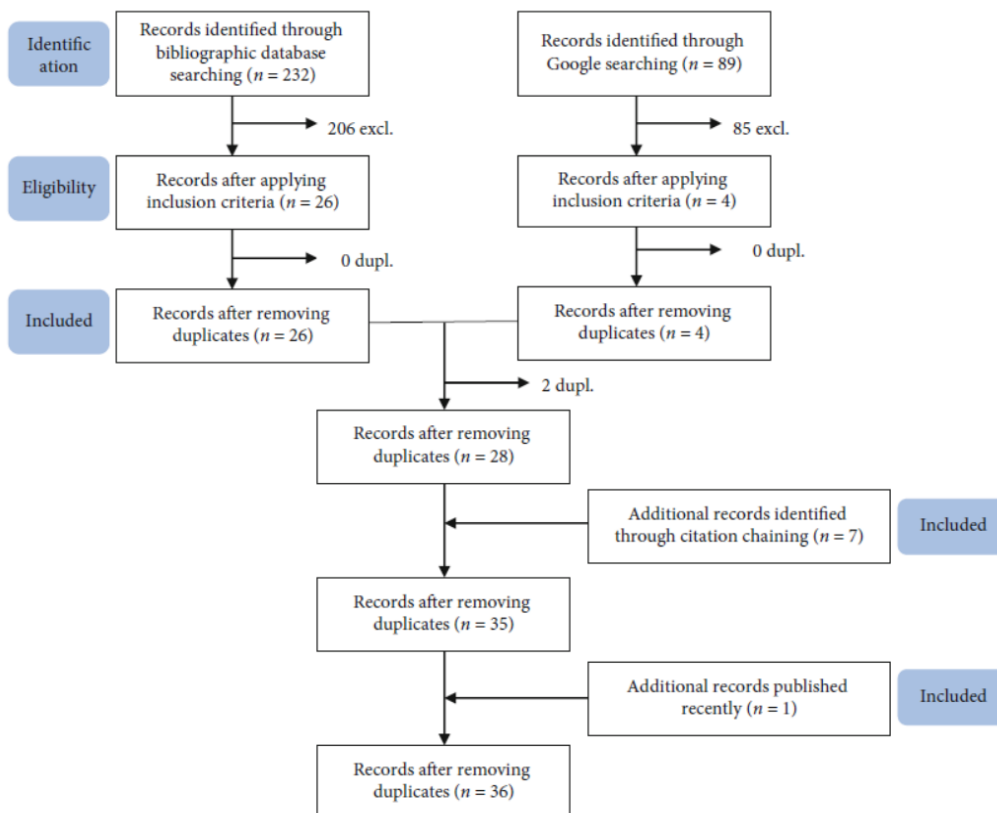 Identific
ation
Records identified through
bibliographic database
searching (n = 232)
Records identified through
Google searching (n = 89)
206 excl.
85 excl.
Eligibility
Records after applying
inclusion criteria (n = 26)
Records after applying
inclusion criteria (n = 4)
0 dupl.
0 dupl.
Included
Records after removing
duplicates (n = 26)
Records after removing
duplicates (n = 4)
2 dupl.
Records after removing
duplicates (n = 28)
Additional records identified
through citation chaining (n = 7)
Included
Records after removing
duplicates (n = 35)
Additional records published
recently (n = 1)
Included
Records after removing
duplicates (n = 36)